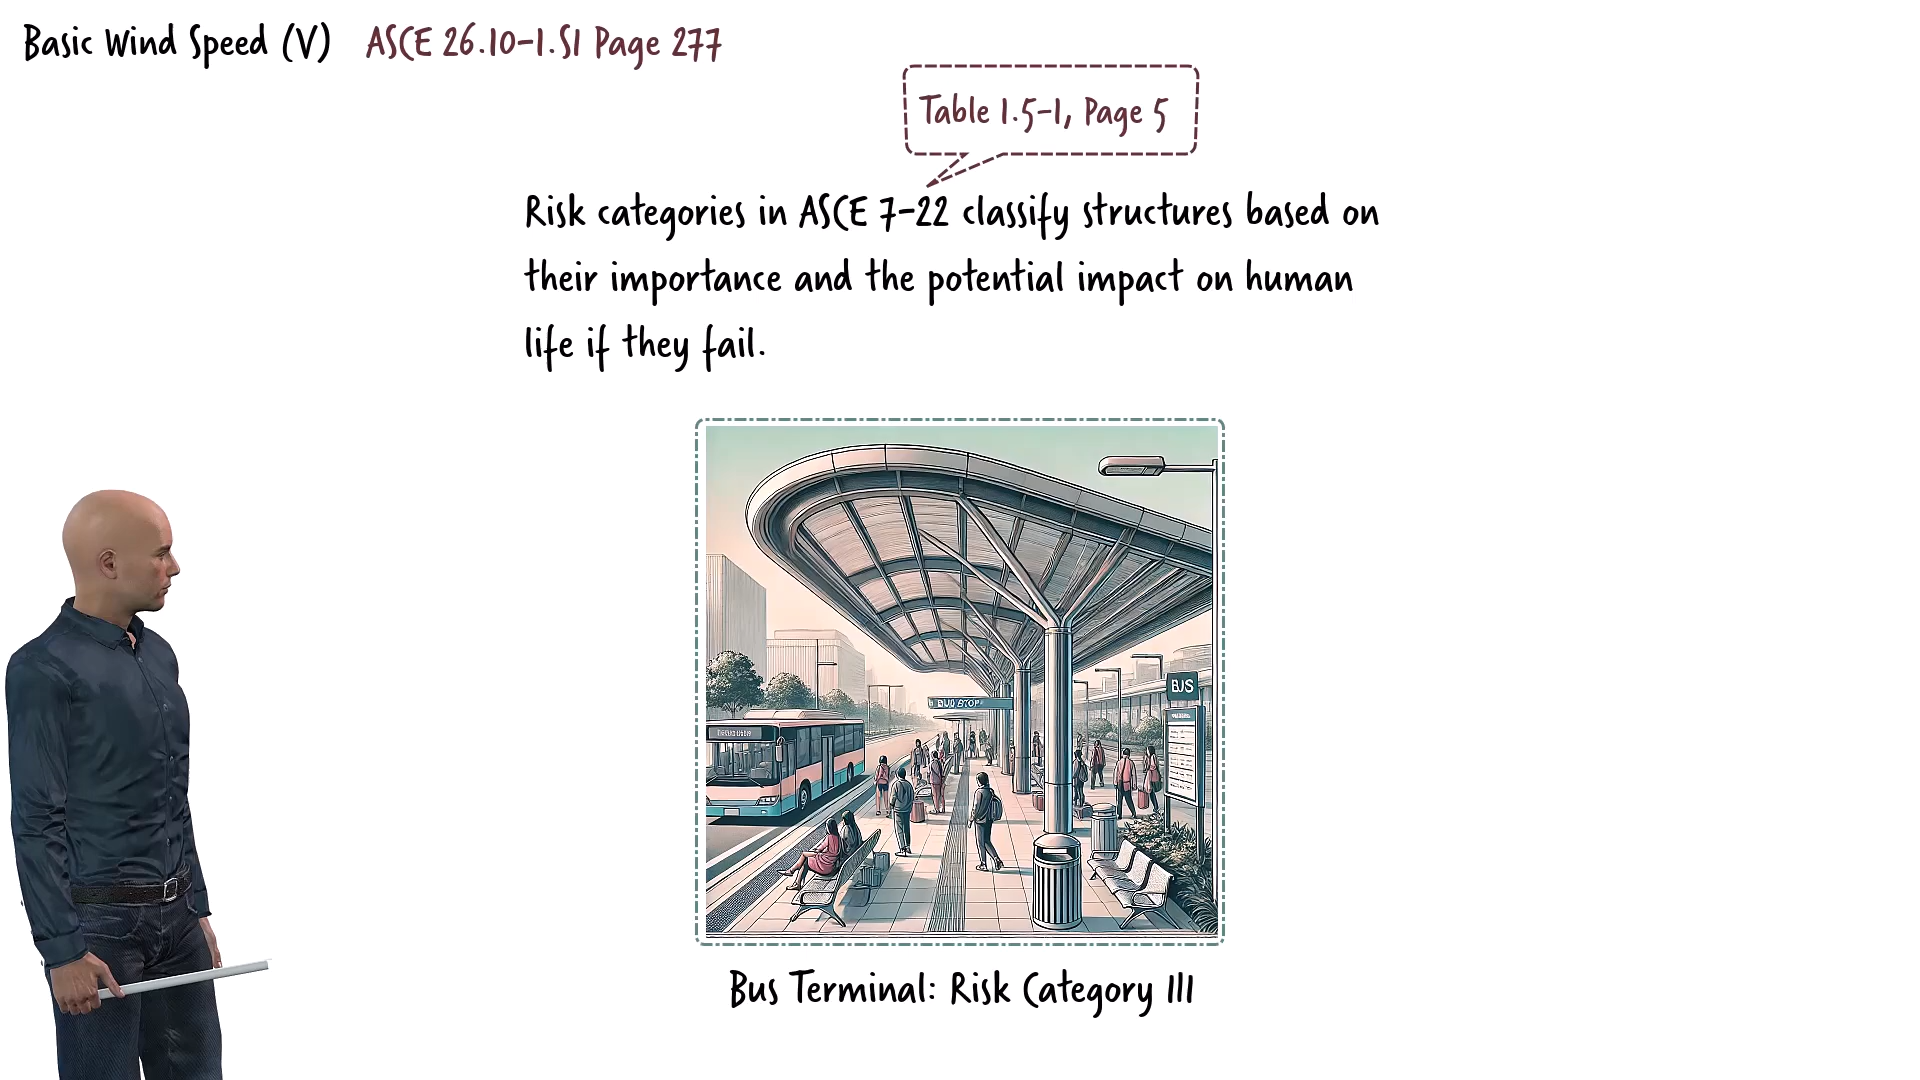 Basic Wind Speed (V) ASCE 26.10-1.SI Page 277
Table 1.5-1, Page 5
Risk categories in ASCE 7-22 classify structures based on
their importance and the potential impact on human
life if they fail.
BUS
Bus Terminal: Risk Category III